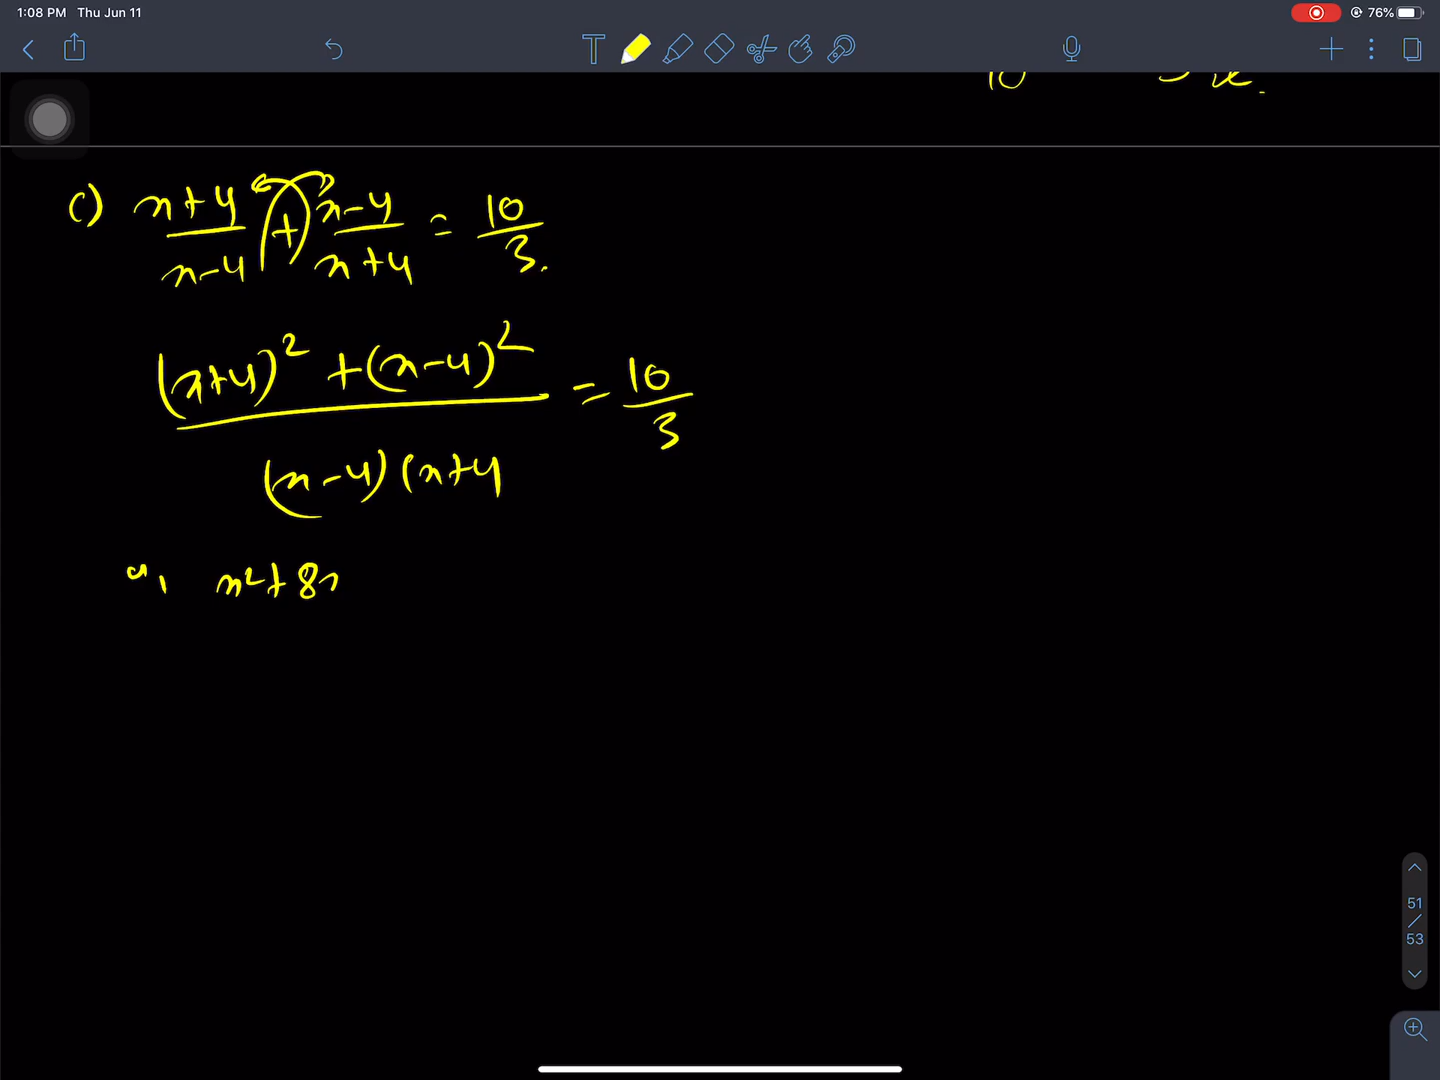 1:08 PM Thu Jun 11
76%
10
c) x+4/x-4 + x-4/x+4 = 10/3.
(x+4)² + (x-4)² / (x-4)(x+4 = 10/3
x²+ 8x
51
/
53